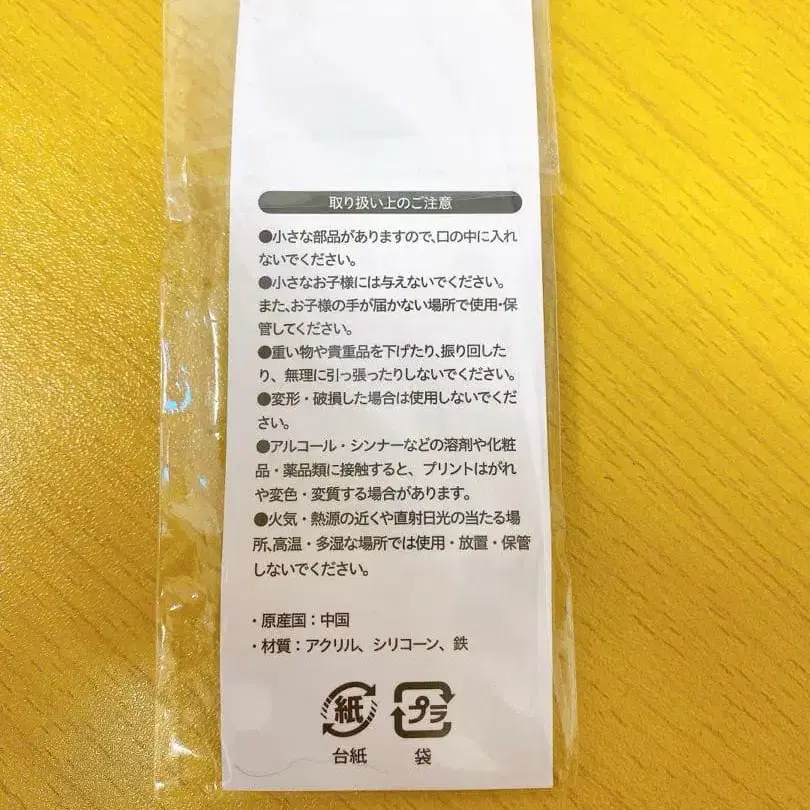 取り扱い上のご注意
●小さな部品がありますので、口の中に入れ
ないでください。
●小さなお子様には与えないでください。
また、お子様の手が届かない場所で使用・保
管してください。
●重い物や貴重品を下げたり、振り回した
り、無理に引っ張ったりしないでください。
●変形・破損した場合は使用しないでくだ
さい。
●アルコール・シンナーなどの溶剤や化粧
品・薬品類に接触すると、プリントはがれ
や変色・変質する場合があります。
●火気・熱源の近くや直射日光の当たる場
所、高温・多湿な場所では使用・放置・保管
しないでください。
・原産国：中国
・材質：アクリル、シリコーン、鉄
紙 プラ
台紙 袋